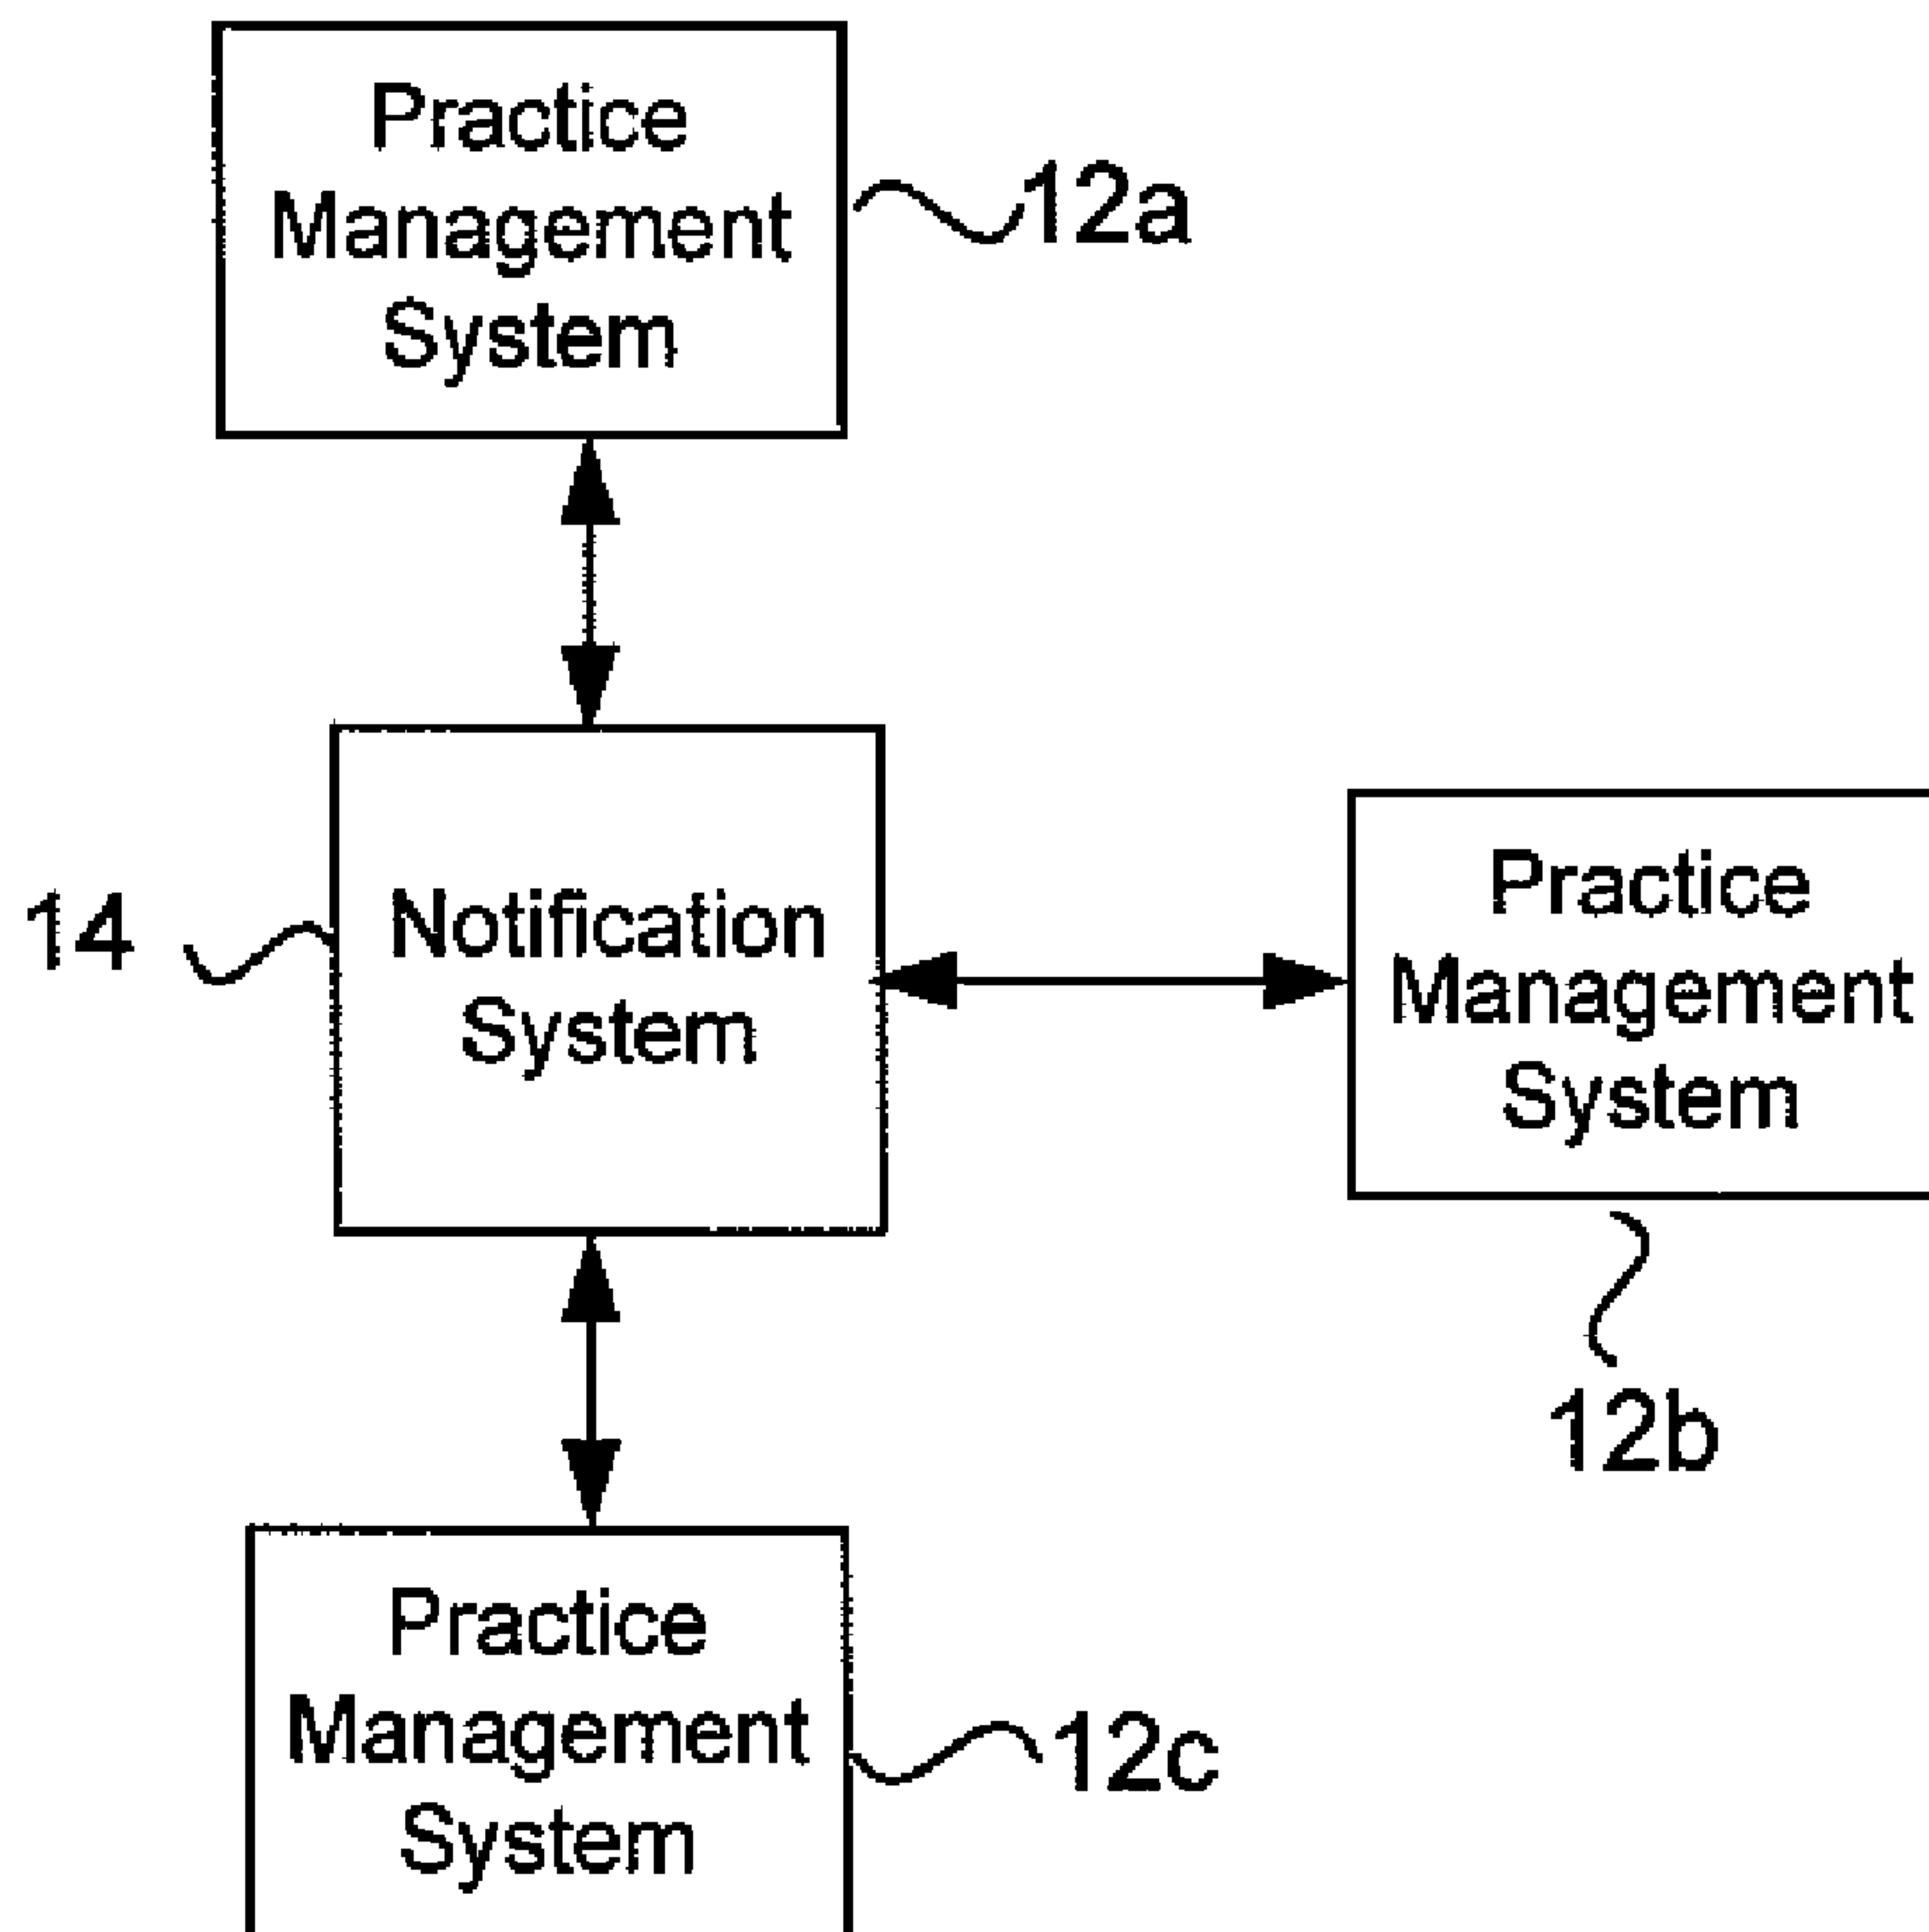 Practice
Management
System
12a
14
Notification
System
Practice
Management
System
12b
Practice
Management
System
12c